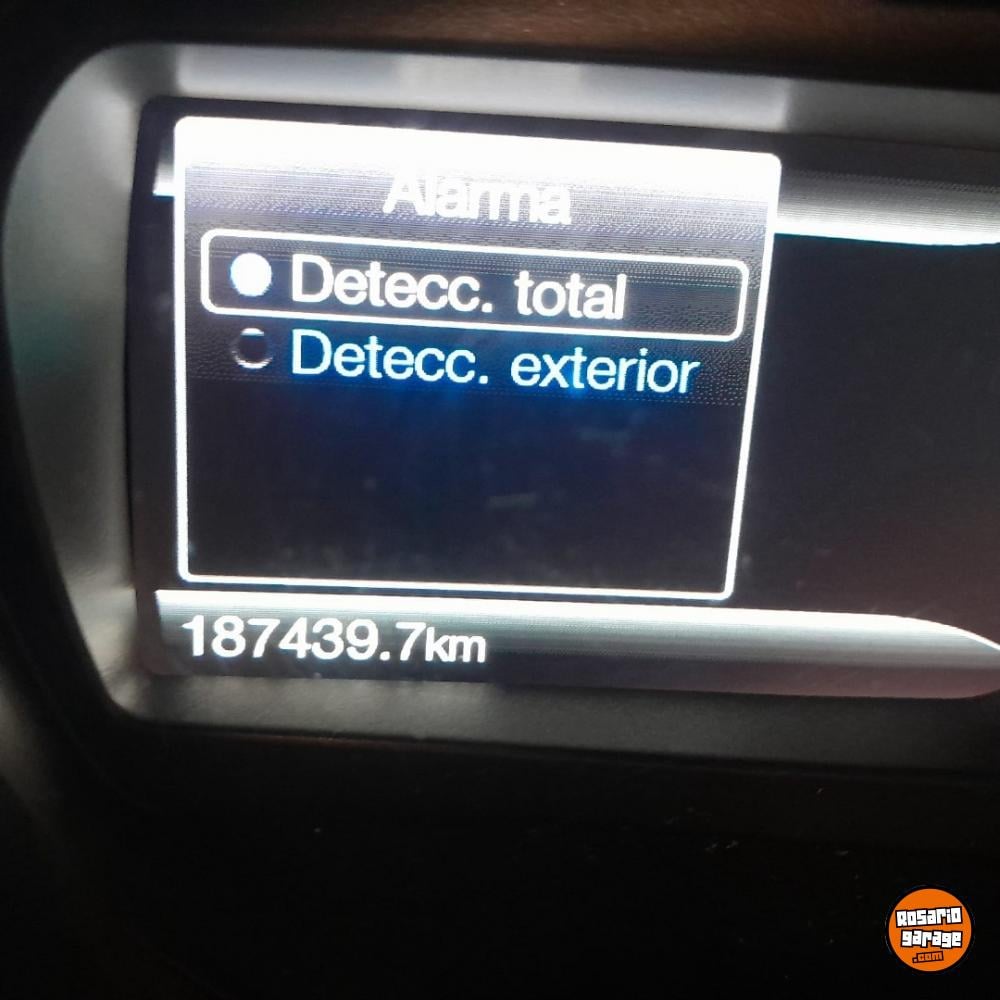 Alarma
Detecc. total
Detecc. exterior
187439.7km
Rosario
garage
.com